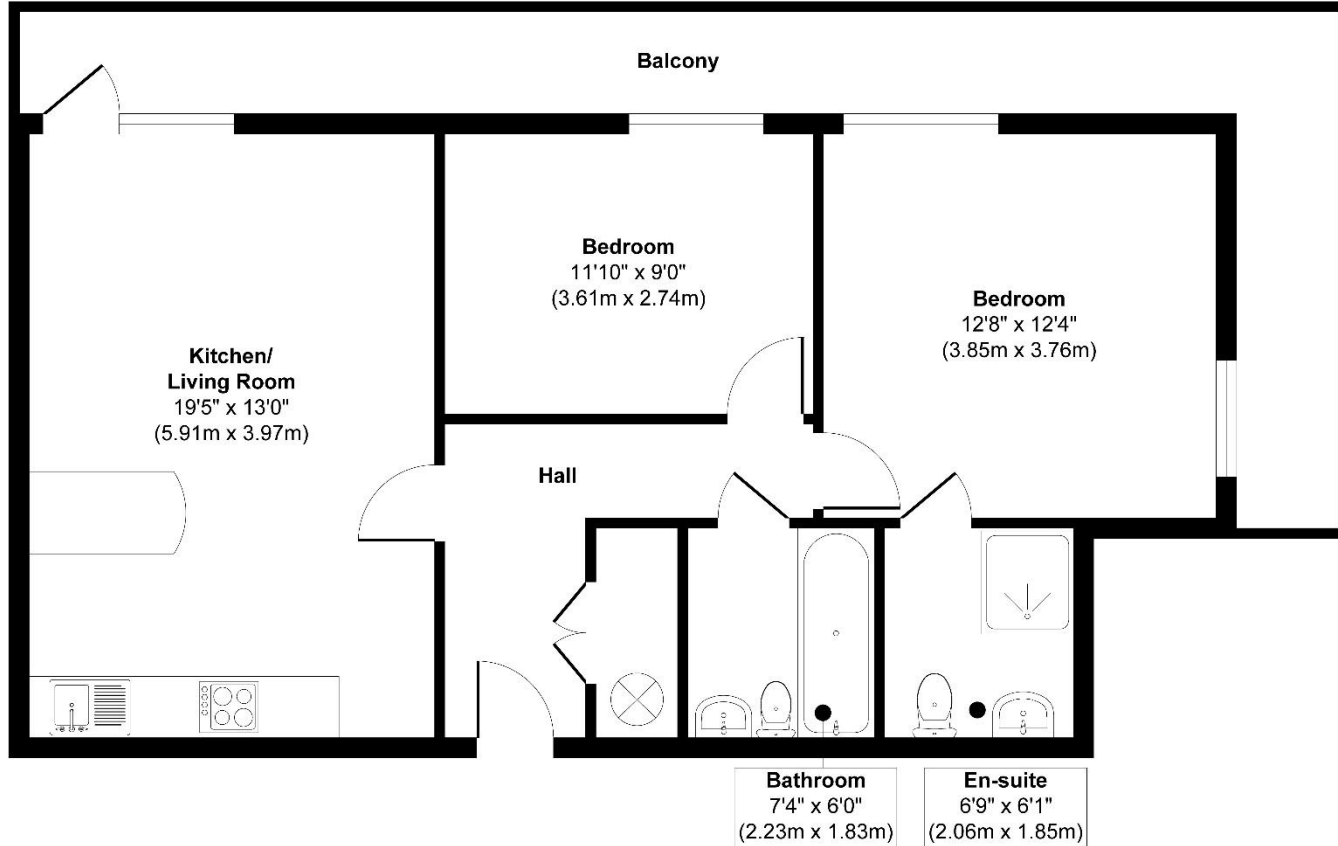 Balcony
Bedroom
11'10" x 9'0"
(3.61m x 2.74m)
Bedroom
12'8" x 12'4"
(3.85m x 3.76m)
Kitchen/
Living Room
19'5" x 13'0"
(5.91m x 3.97m)
Hall
Bathroom
7'4" x 6'0"
(2.23m x 1.83m)
En-suite
6'9" x 6'1"
(2.06m x 1.85m)